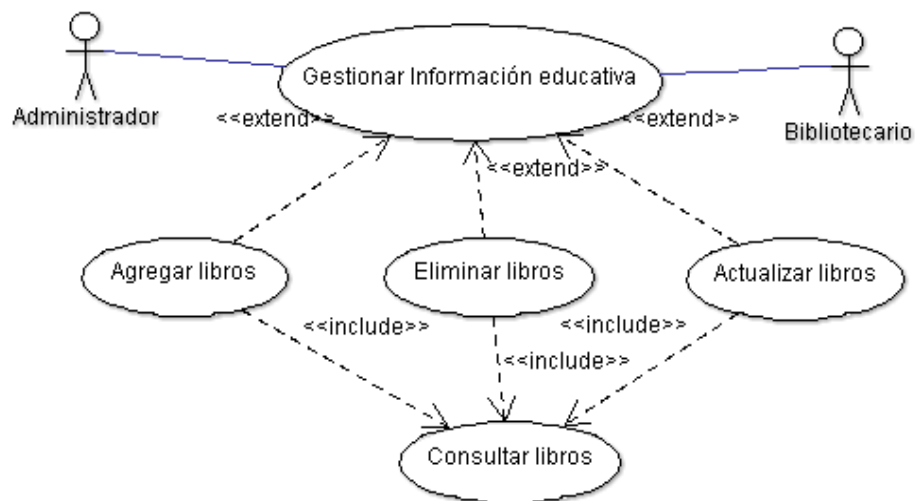 Gestionar Información educativa
Administrador
<<extend>>
<<extend>>
Bibliotecario
<<extend>>
Agregar libros
Eliminar libros
Actualizar libros
<<include>>
<<include>>
<<include>>
Consultar libros